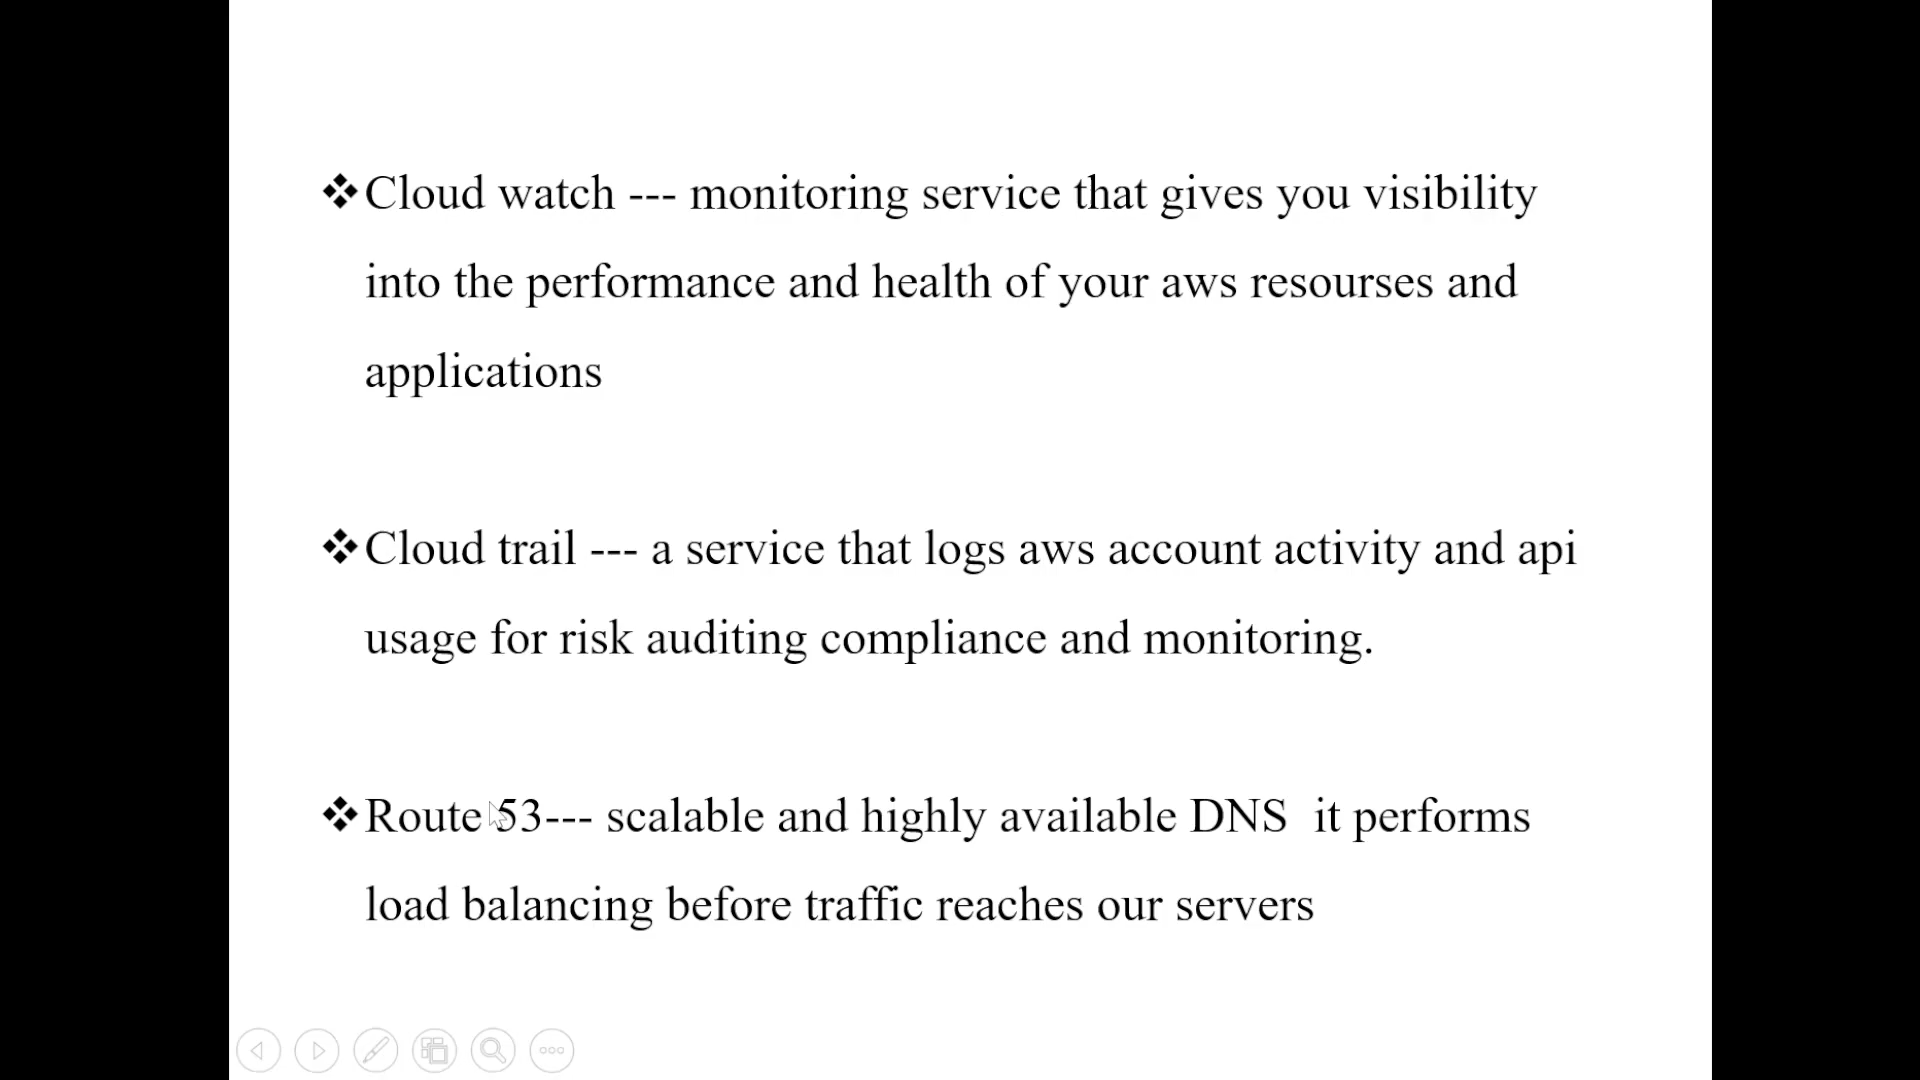 ❖Cloud watch --- monitoring service that gives you visibility
into the performance and health of your aws resourses and
applications
❖Cloud trail --- a service that logs aws account activity and api
usage for risk auditing compliance and monitoring.
❖Route 53--- scalable and highly available DNS  it performs
load balancing before traffic reaches our servers